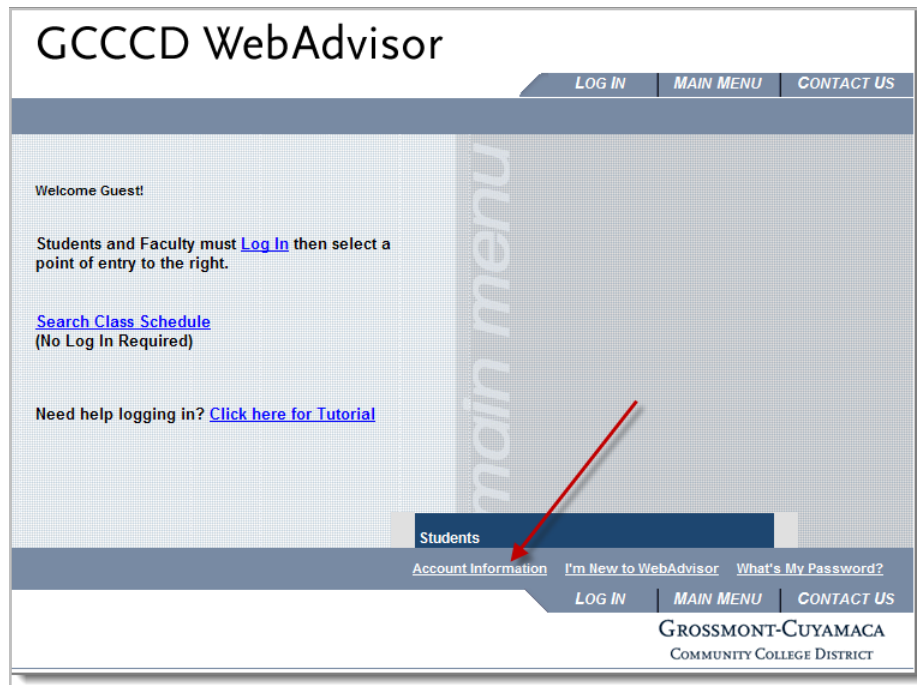 GCCCD WebAdvisor
LOG IN MAIN MENU CONTACT US
main menu
Welcome Guest!
Students and Faculty must Log In then select a
point of entry to the right.
Search Class Schedule
(No Log In Required)
Need help logging in? Click here for Tutorial
Students
Account Information I'm New to WebAdvisor What's My Password?
LOG IN MAIN MENU CONTACT US
GROSSMONT-CUYAMACA
COMMUNITY COLLEGE DISTRICT